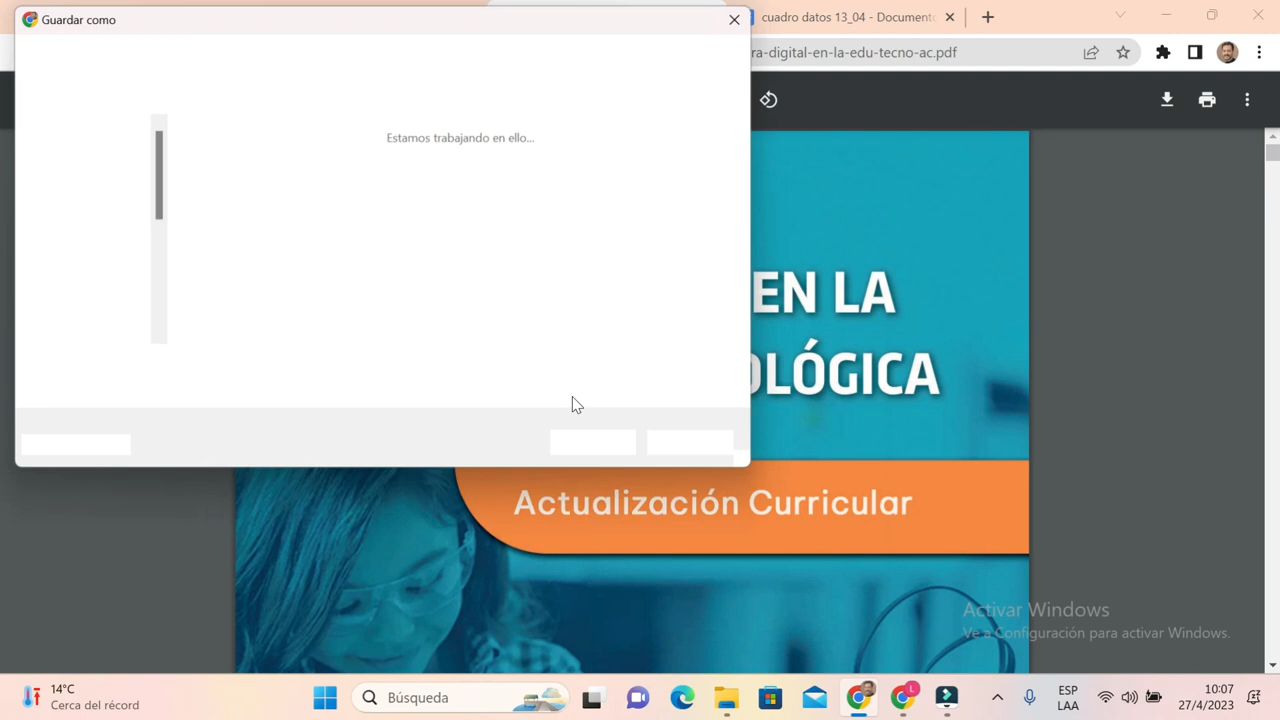 Guardar como
cuadro datos 13_04 - Documento
ra-digital-en-la-edu-tecno-ac.pdf
Estamos trabajando en ello...
EN LA
OLÓGICA
Actualización Curricular
Activar Windows
Ve a Configuración para activar Windows.
14°C
Cerca del récord
Búsqueda
L
ESP
LAA
10:07
27/4/2023